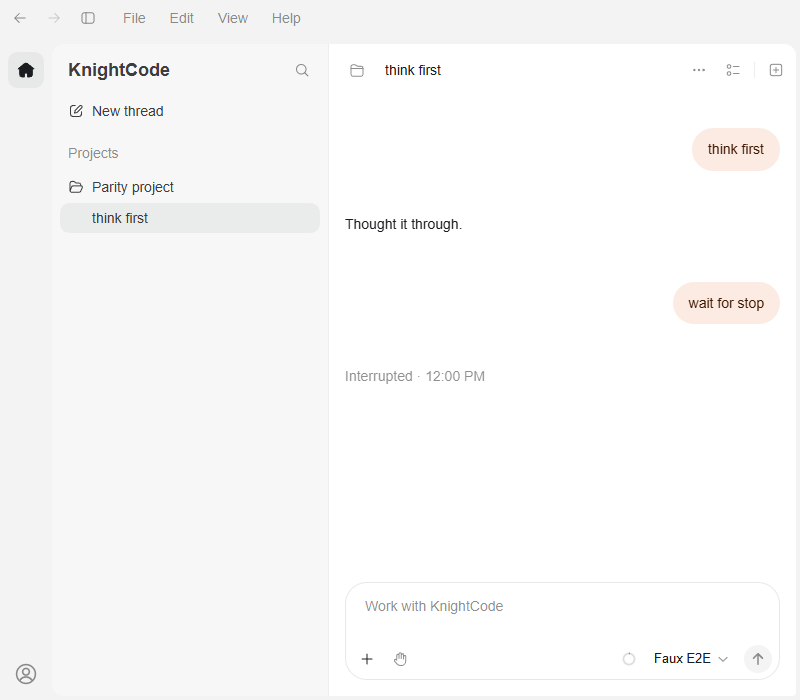 File Edit View Help
KnightCode
New thread
Projects
Parity project
think first
think first
think first
Thought it through.
wait for stop
Interrupted · 12:00 PM
Work with KnightCode
Faux E2E